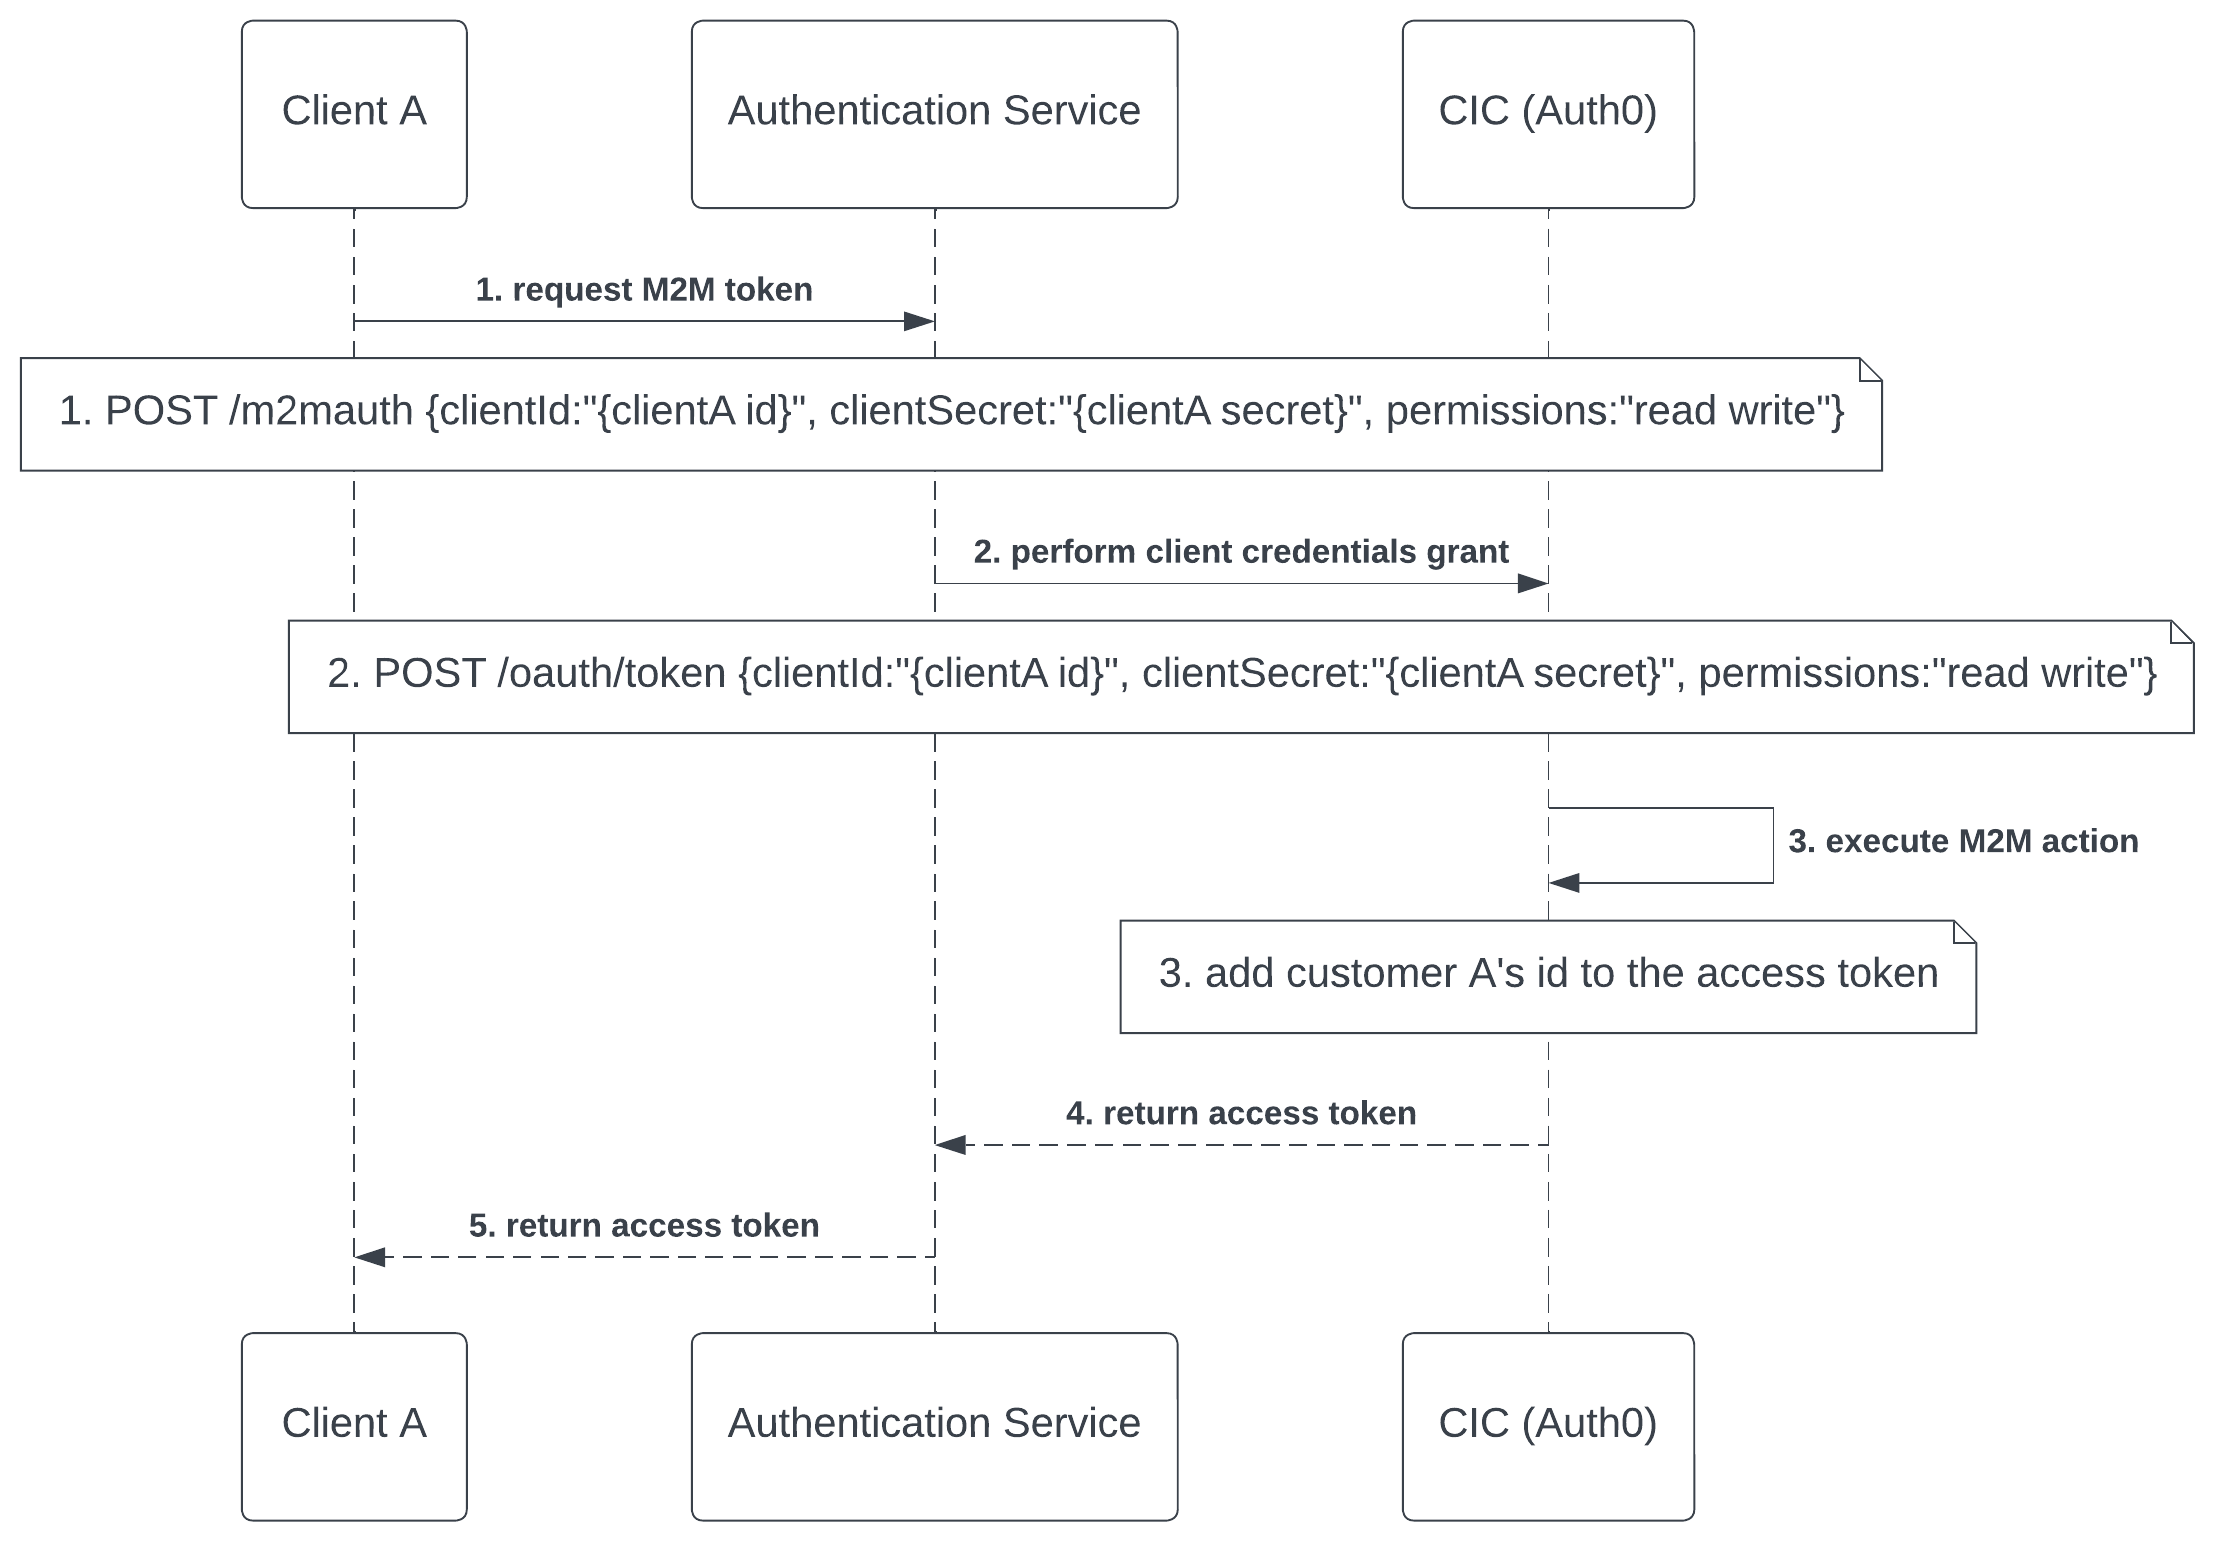 Client A
Authentication Service
CIC (Auth0)
1. request M2M token
1. POST /m2mauth {clientId:"{clientA id}", clientSecret:"{clientA secret}", permissions:"read write"}
2. perform client credentials grant
2. POST /oauth/token {clientId:"{clientA id}", clientSecret:"{clientA secret}", permissions:"read write"}
3. execute M2M action
3. add customer A's id to the access token
4. return access token
5. return access token
Client A
Authentication Service
CIC (Auth0)